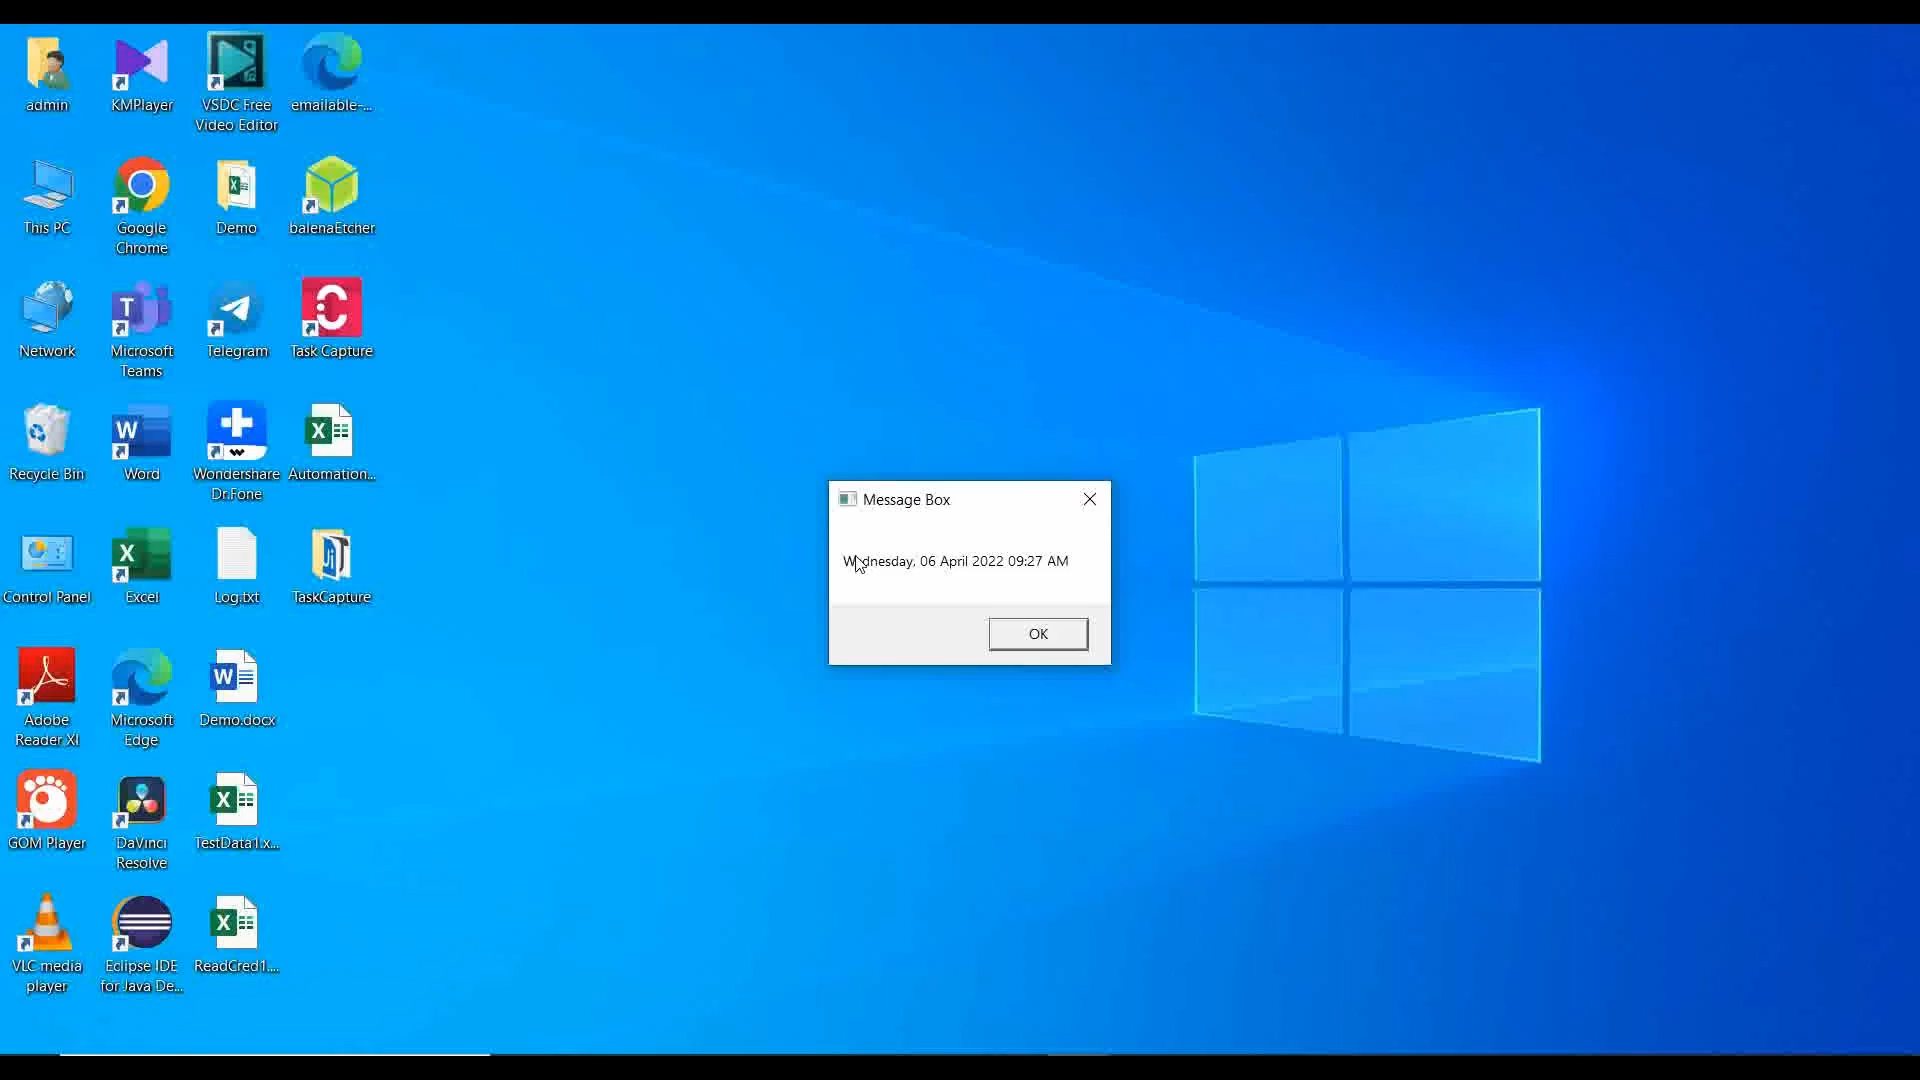 admin
KMPlayer
VSDC Free
Video Editor
emailable-...
This PC
Google
Chrome
Demo
balenaEtcher
Network
Microsoft
Teams
Telegram
Task Capture
Recycle Bin
Word
Wondershare
Dr.Fone
Automation...
Control Panel
Excel
Log.txt
TaskCapture
Adobe
Reader XI
Microsoft
Edge
Demo.docx
GOM Player
DaVinci
Resolve
TestData1.x...
VLC media
player
Eclipse IDE
for Java De...
ReadCred1....
Message Box
Wednesday, 06 April 2022 09:27 AM
OK